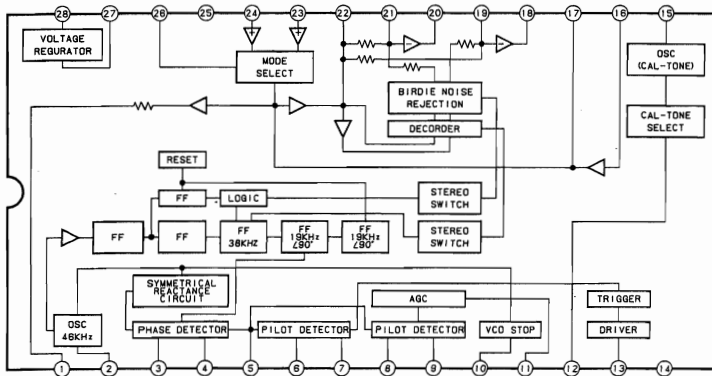 28
27
26
25
24
23
22
21
20
19
18
17
16
15
VOLTAGE
REGURATOR
+
+
-
-
MODE
SELECT
OSC
(CAL-TONE)
BIRDIE NOISE
REJECTION
DECORDER
CAL-TONE
SELECT
RESET
FF
LOGIC
STEREO
SWITCH
FF
FF
FF
38KHZ
FF
19KHz
∠90°
FF
19KHz
∠90°
STEREO
SWITCH
SYMMETRICAL
REACTANCE
CIRCUIT
AGC
TRIGGER
OSC
46KHz
PHASE DETECTOR
PILOT DETECTOR
PILOT DETECTOR
VCO STOP
DRIVER
1
2
3
4
5
6
7
8
9
10
11
12
13
14